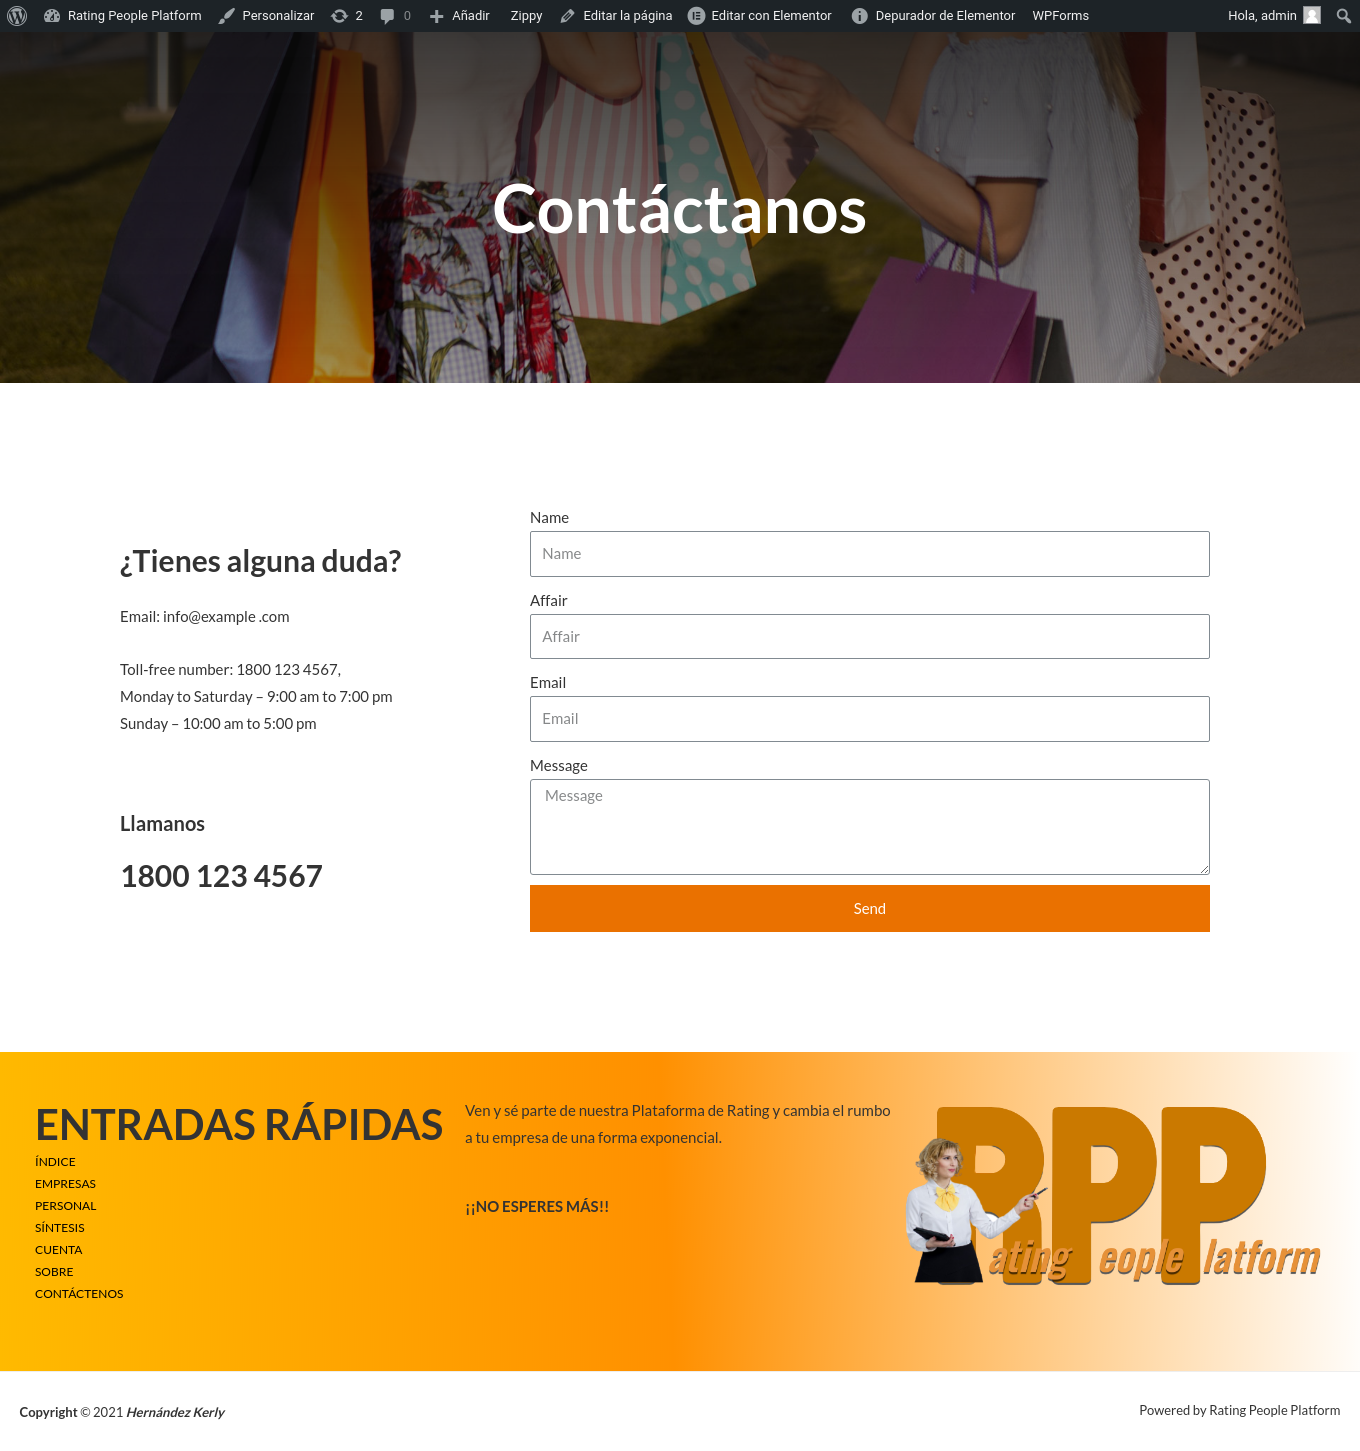 Rating People Platform Personalizar 2 0 Añadir Zippy Editar la página Editar con Elementor Depurador de Elementor WPForms Hola, admin
Contáctanos
¿Tienes alguna duda?
Email: info@example .com
Toll-free number: 1800 123 4567,
Monday to Saturday – 9:00 am to 7:00 pm
Sunday – 10:00 am to 5:00 pm
Llamanos
1800 123 4567
Name
Name
Affair
Affair
Email
Email
Message
Message
Send
ENTRADAS RÁPIDAS
ÍNDICE
EMPRESAS
PERSONAL
SÍNTESIS
CUENTA
SOBRE
CONTÁCTENOS
Ven y sé parte de nuestra Plataforma de Rating y cambia el rumbo
a tu empresa de una forma exponencial.
¡¡NO ESPERES MÁS!!
RPP
ating eople latform
Copyright © 2021 Hernández Kerly
Powered by Rating People Platform